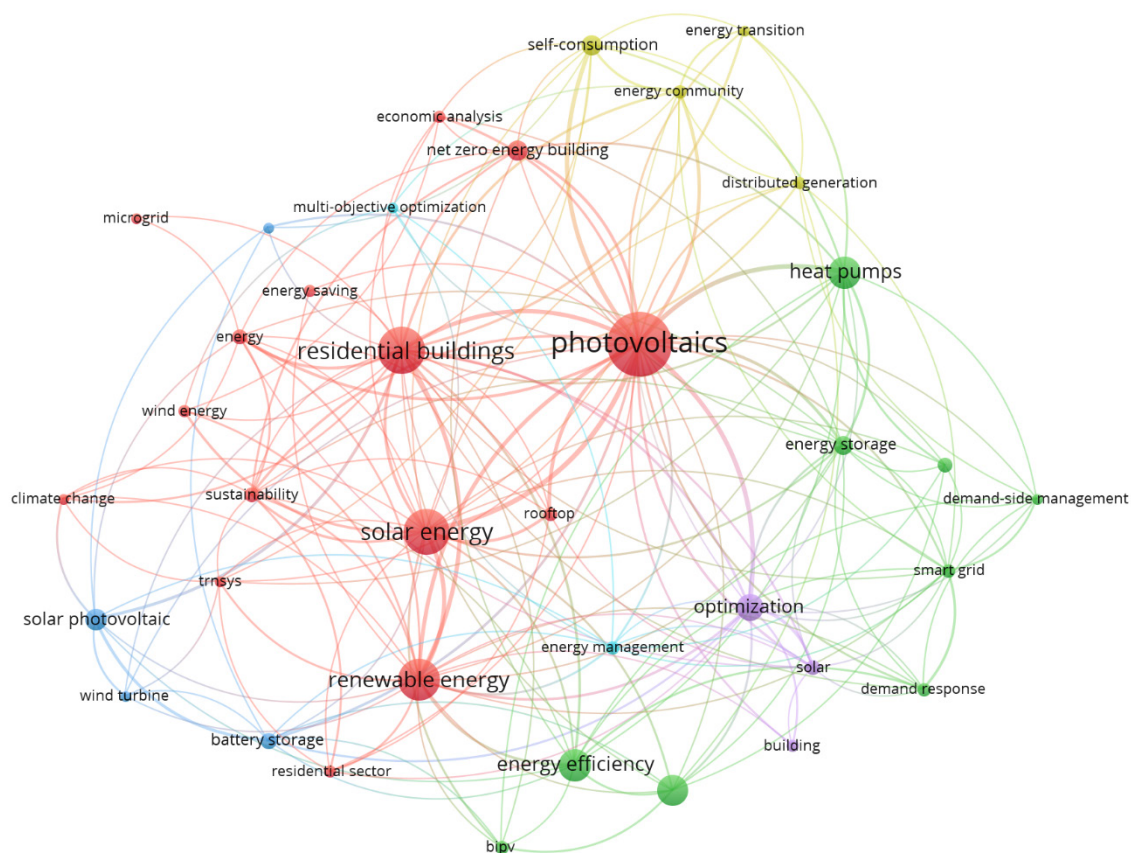 energy transition
self-consumption
energy community
economic analysis
net zero energy building
distributed generation
multi-objective optimization
microgrid
heat pumps
energy saving
energy
photovoltaics
residential buildings
wind energy
energy storage
climate change
sustainability
demand-side management
rooftop
solar energy
smart grid
trnsys
optimization
solar photovoltaic
energy management
solar
renewable energy
demand response
wind turbine
battery storage
building
energy efficiency
residential sector
bipv